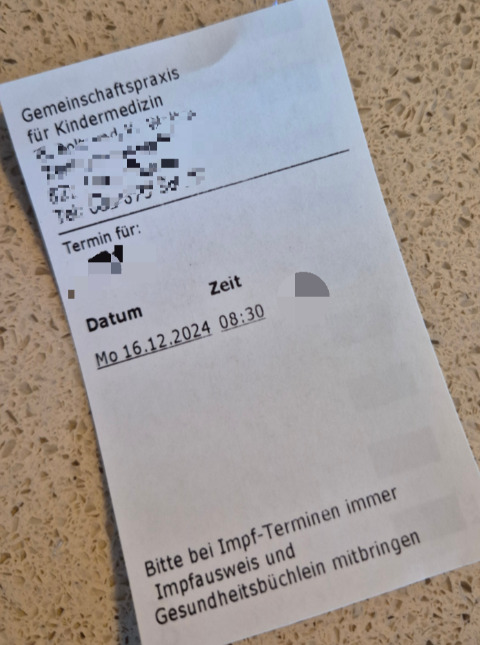 Gemeinschaftspraxis
für Kindermedizin
Termin für:
Datum Zeit
Mo 16.12.2024 08:30
Bitte bei Impf-Terminen immer
Impfausweis und
Gesundheitsbüchlein mitbringen